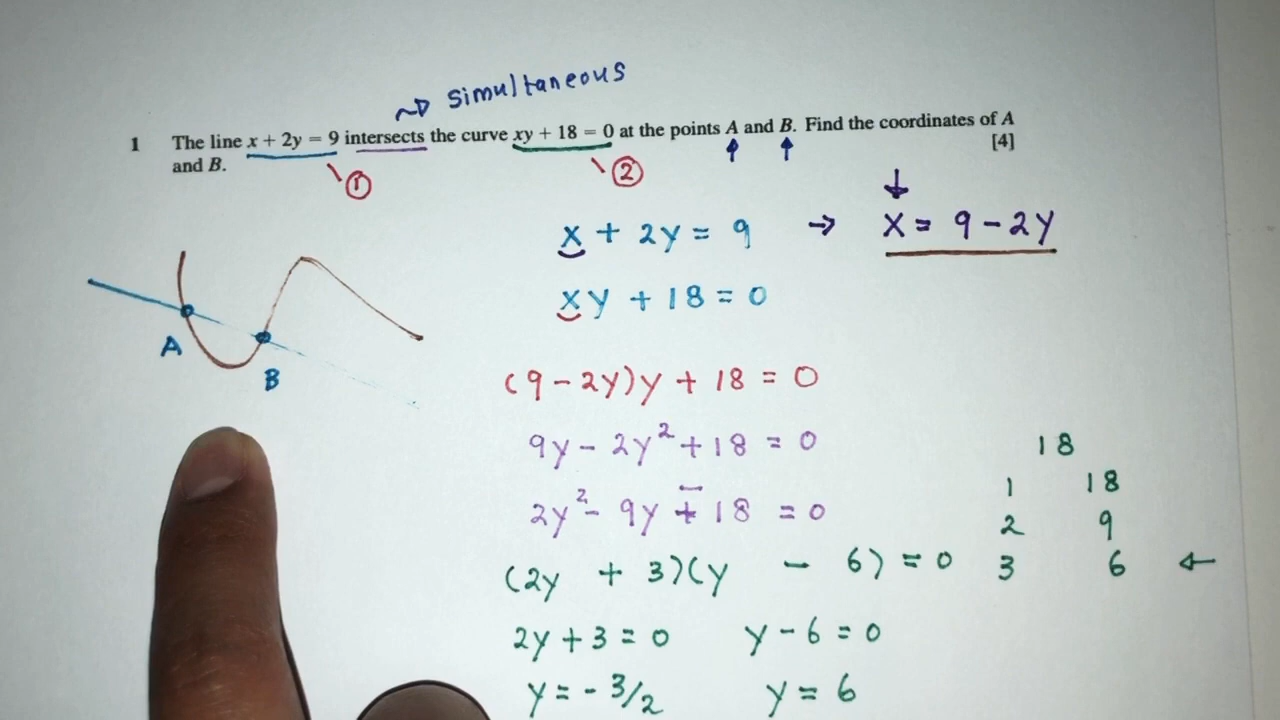 ~> simultaneous
1 The line x + 2y = 9 intersects the curve xy + 18 = 0 at the points A and B. Find the coordinates of A
and B. [4]
① ②
x + 2y = 9 → x = 9 - 2y
xy + 18 = 0
A
B
(9 - 2y)y + 18 = 0
9y - 2y² + 18 = 0
2y² - 9y - 18 = 0
(2y + 3)(y - 6) = 0
2y + 3 = 0 y - 6 = 0
y = - 3/2 y = 6
18
1 18
2 9
3 6 ←